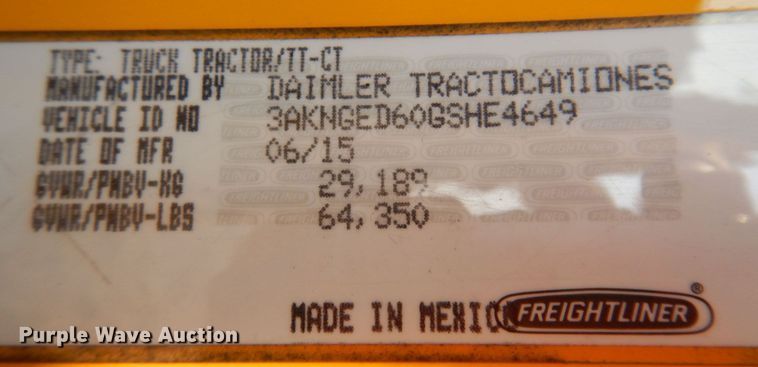 TYPE: TRUCK TRACTOR/TT-CT
MANUFACTURED BY DAIMLER TRACTOCAMIONES
VEHICLE ID NO 3AKNGED60GSHE4649
DATE OF MFR 06/15
GVWR/PMBV-KG 29,189
GVWR/PMBV-LBS 64,350
MADE IN MEXICO FREIGHTLINER®
Purple Wave Auction